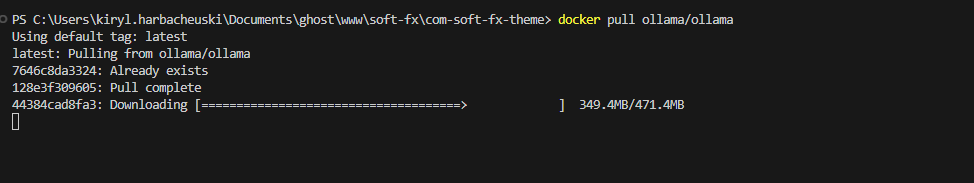 PS C:\Users\kiryl.harbacheuski\Documents\ghost\www\soft-fx\com-soft-fx-theme> docker pull ollama/ollama
Using default tag: latest
latest: Pulling from ollama/ollama
7646c8da3324: Already exists
128e3f309605: Pull complete
44384cad8fa3: Downloading [=====================================>             ]  349.4MB/471.4MB